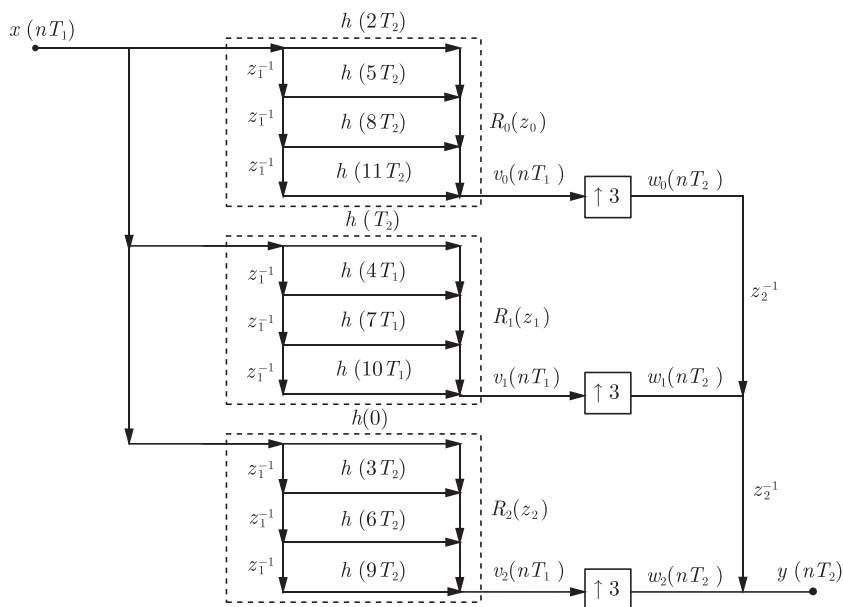 h (2T₂)
x (nT₁)
z₁⁻¹ h (5T₂)
z₁⁻¹ h (8T₂) R₀(z₀)
z₁⁻¹ h (11T₂) v₀(nT₁) ↑3 w₀(nT₂)
h (T₂)
z₁⁻¹ h (4T₁)
z₂⁻¹
z₁⁻¹ h (7T₁) R₁(z₁)
z₁⁻¹ h (10T₁) v₁(nT₁) ↑3 w₁(nT₂)
h(0)
z₁⁻¹ h (3T₂)
z₂⁻¹
z₁⁻¹ h (6T₂) R₂(z₂)
z₁⁻¹ h (9T₂) v₂(nT₁) ↑3 w₂(nT₂) y (nT₂)